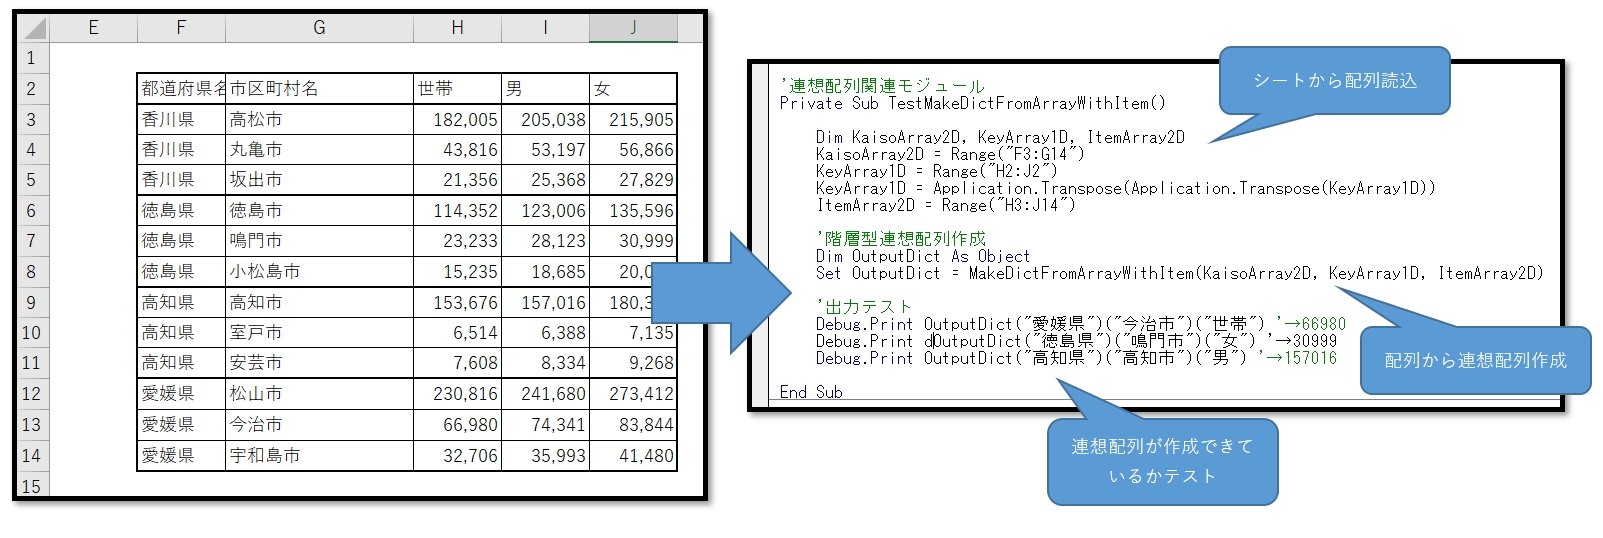 E F G H I J
1
2 都道府県名 市区町村名 世帯 男 女
3 香川県 高松市 182,005 205,038 215,905
4 香川県 丸亀市 43,816 53,197 56,866
5 香川県 坂出市 21,356 25,368 27,829
6 徳島県 徳島市 114,352 123,006 135,596
7 徳島県 鳴門市 23,233 28,123 30,999
8 徳島県 小松島市 15,235 18,685
9 高知県 高知市 153,676 157,016
10 高知県 室戸市 6,514 6,388 7,135
11 高知県 安芸市 7,608 8,334 9,268
12 愛媛県 松山市 230,816 241,680 273,412
13 愛媛県 今治市 66,980 74,341 83,844
14 愛媛県 宇和島市 32,706 35,993 41,480
15
シートから配列読込
'連想配列関連モジュール
Private Sub TestMakeDictFromArrayWithItem()
Dim KaisoArray2D, KeyArray1D, ItemArray2D
KaisoArray2D = Range("F3:G14")
KeyArray1D = Range("H2:J2")
KeyArray1D = Application.Transpose(Application.Transpose(KeyArray1D))
ItemArray2D = Range("H3:J14")
'階層型連想配列作成
Dim OutputDict As Object
Set OutputDict = MakeDictFromArrayWithItem(KaisoArray2D, KeyArray1D, ItemArray2D)
'出力テスト
Debug.Print OutputDict("愛媛県")("今治市")("世帯") '→66980
Debug.Print dOutputDict("徳島県")("鳴門市")("女") '→30999
Debug.Print OutputDict("高知県")("高知市")("男") '→157016
End Sub
配列から連想配列作成
連想配列が作成できて
いるかテスト